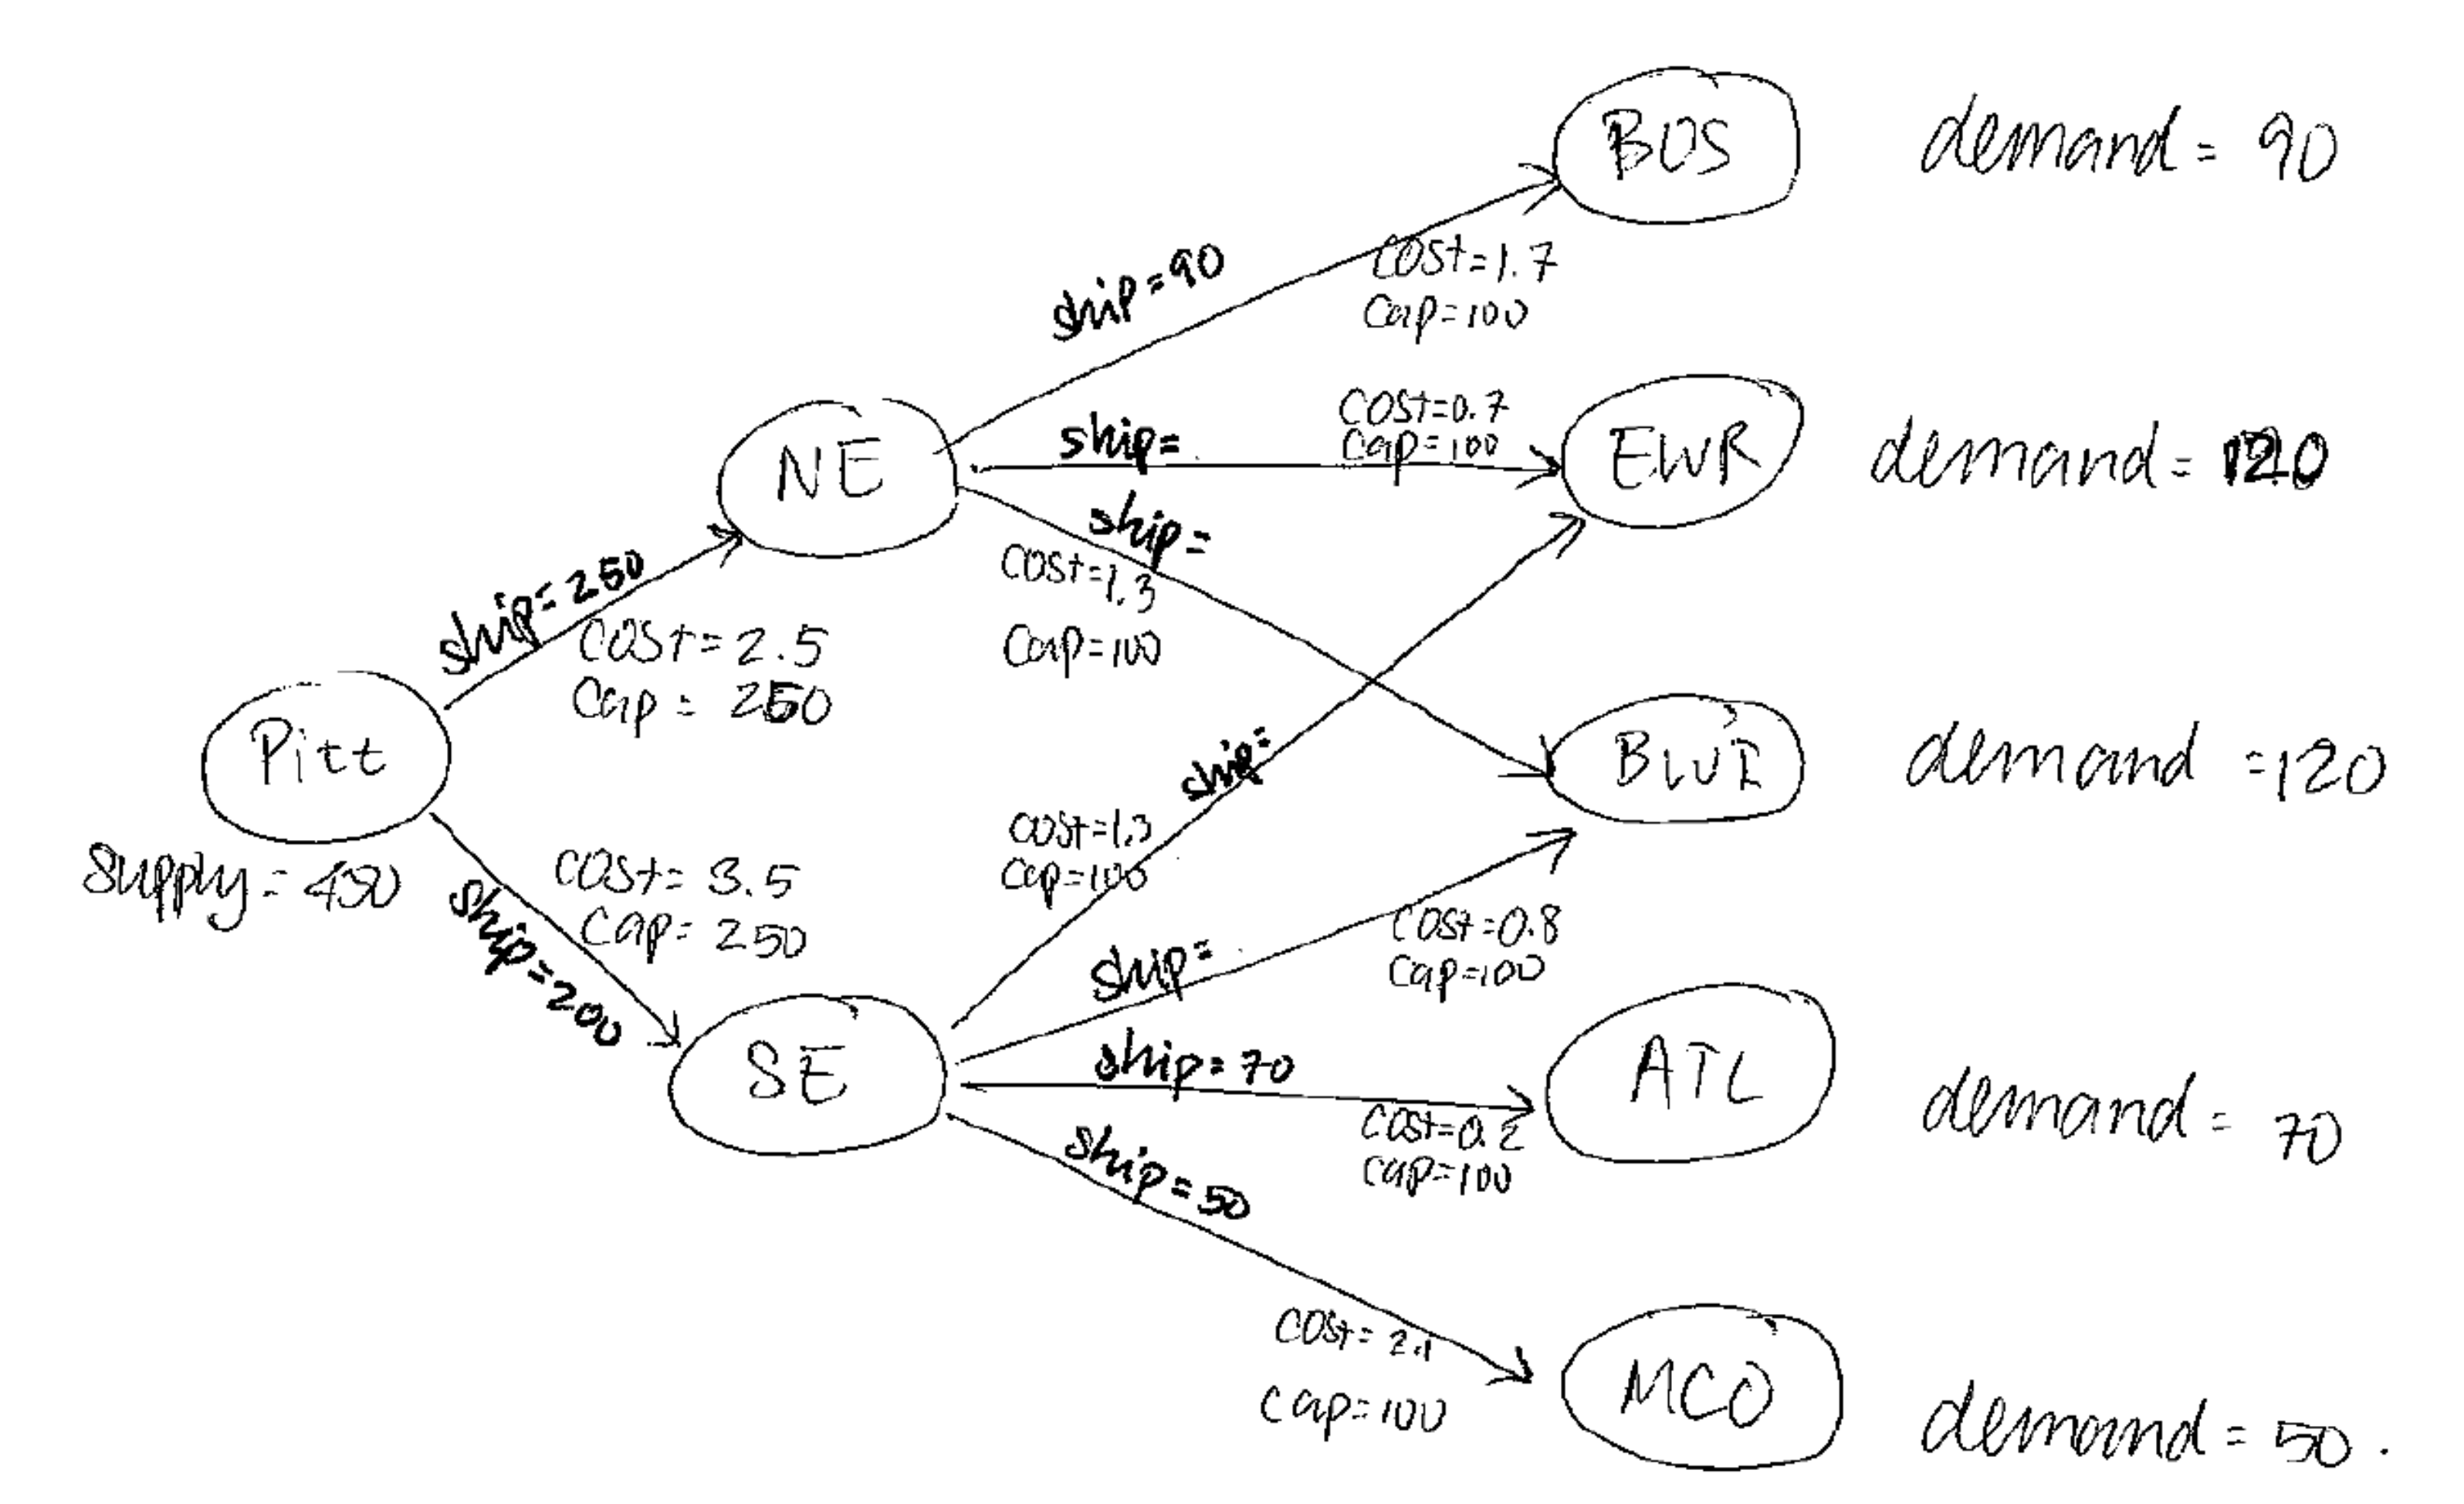 BOS
demand = 90
ship=90
cost=1.7
cap=100
cost=0.7
cap=100
ship=
NE
EWR
demand = 120
ship=
cost=1.3
cap=100
ship=250
cost=2.5
cap = 250
Pitt
supply = 450
ship=
BWI
demand =120
cost=1.3
cap=100
cost= 3.5
cap= 250
ship=200
ship=
cost=0.8
cap=100
SE
ship=70
cost=0.2
cap=100
ATL
demand= 70
ship=50
cost= 2.1
cap=100
MCO
demand= 50.